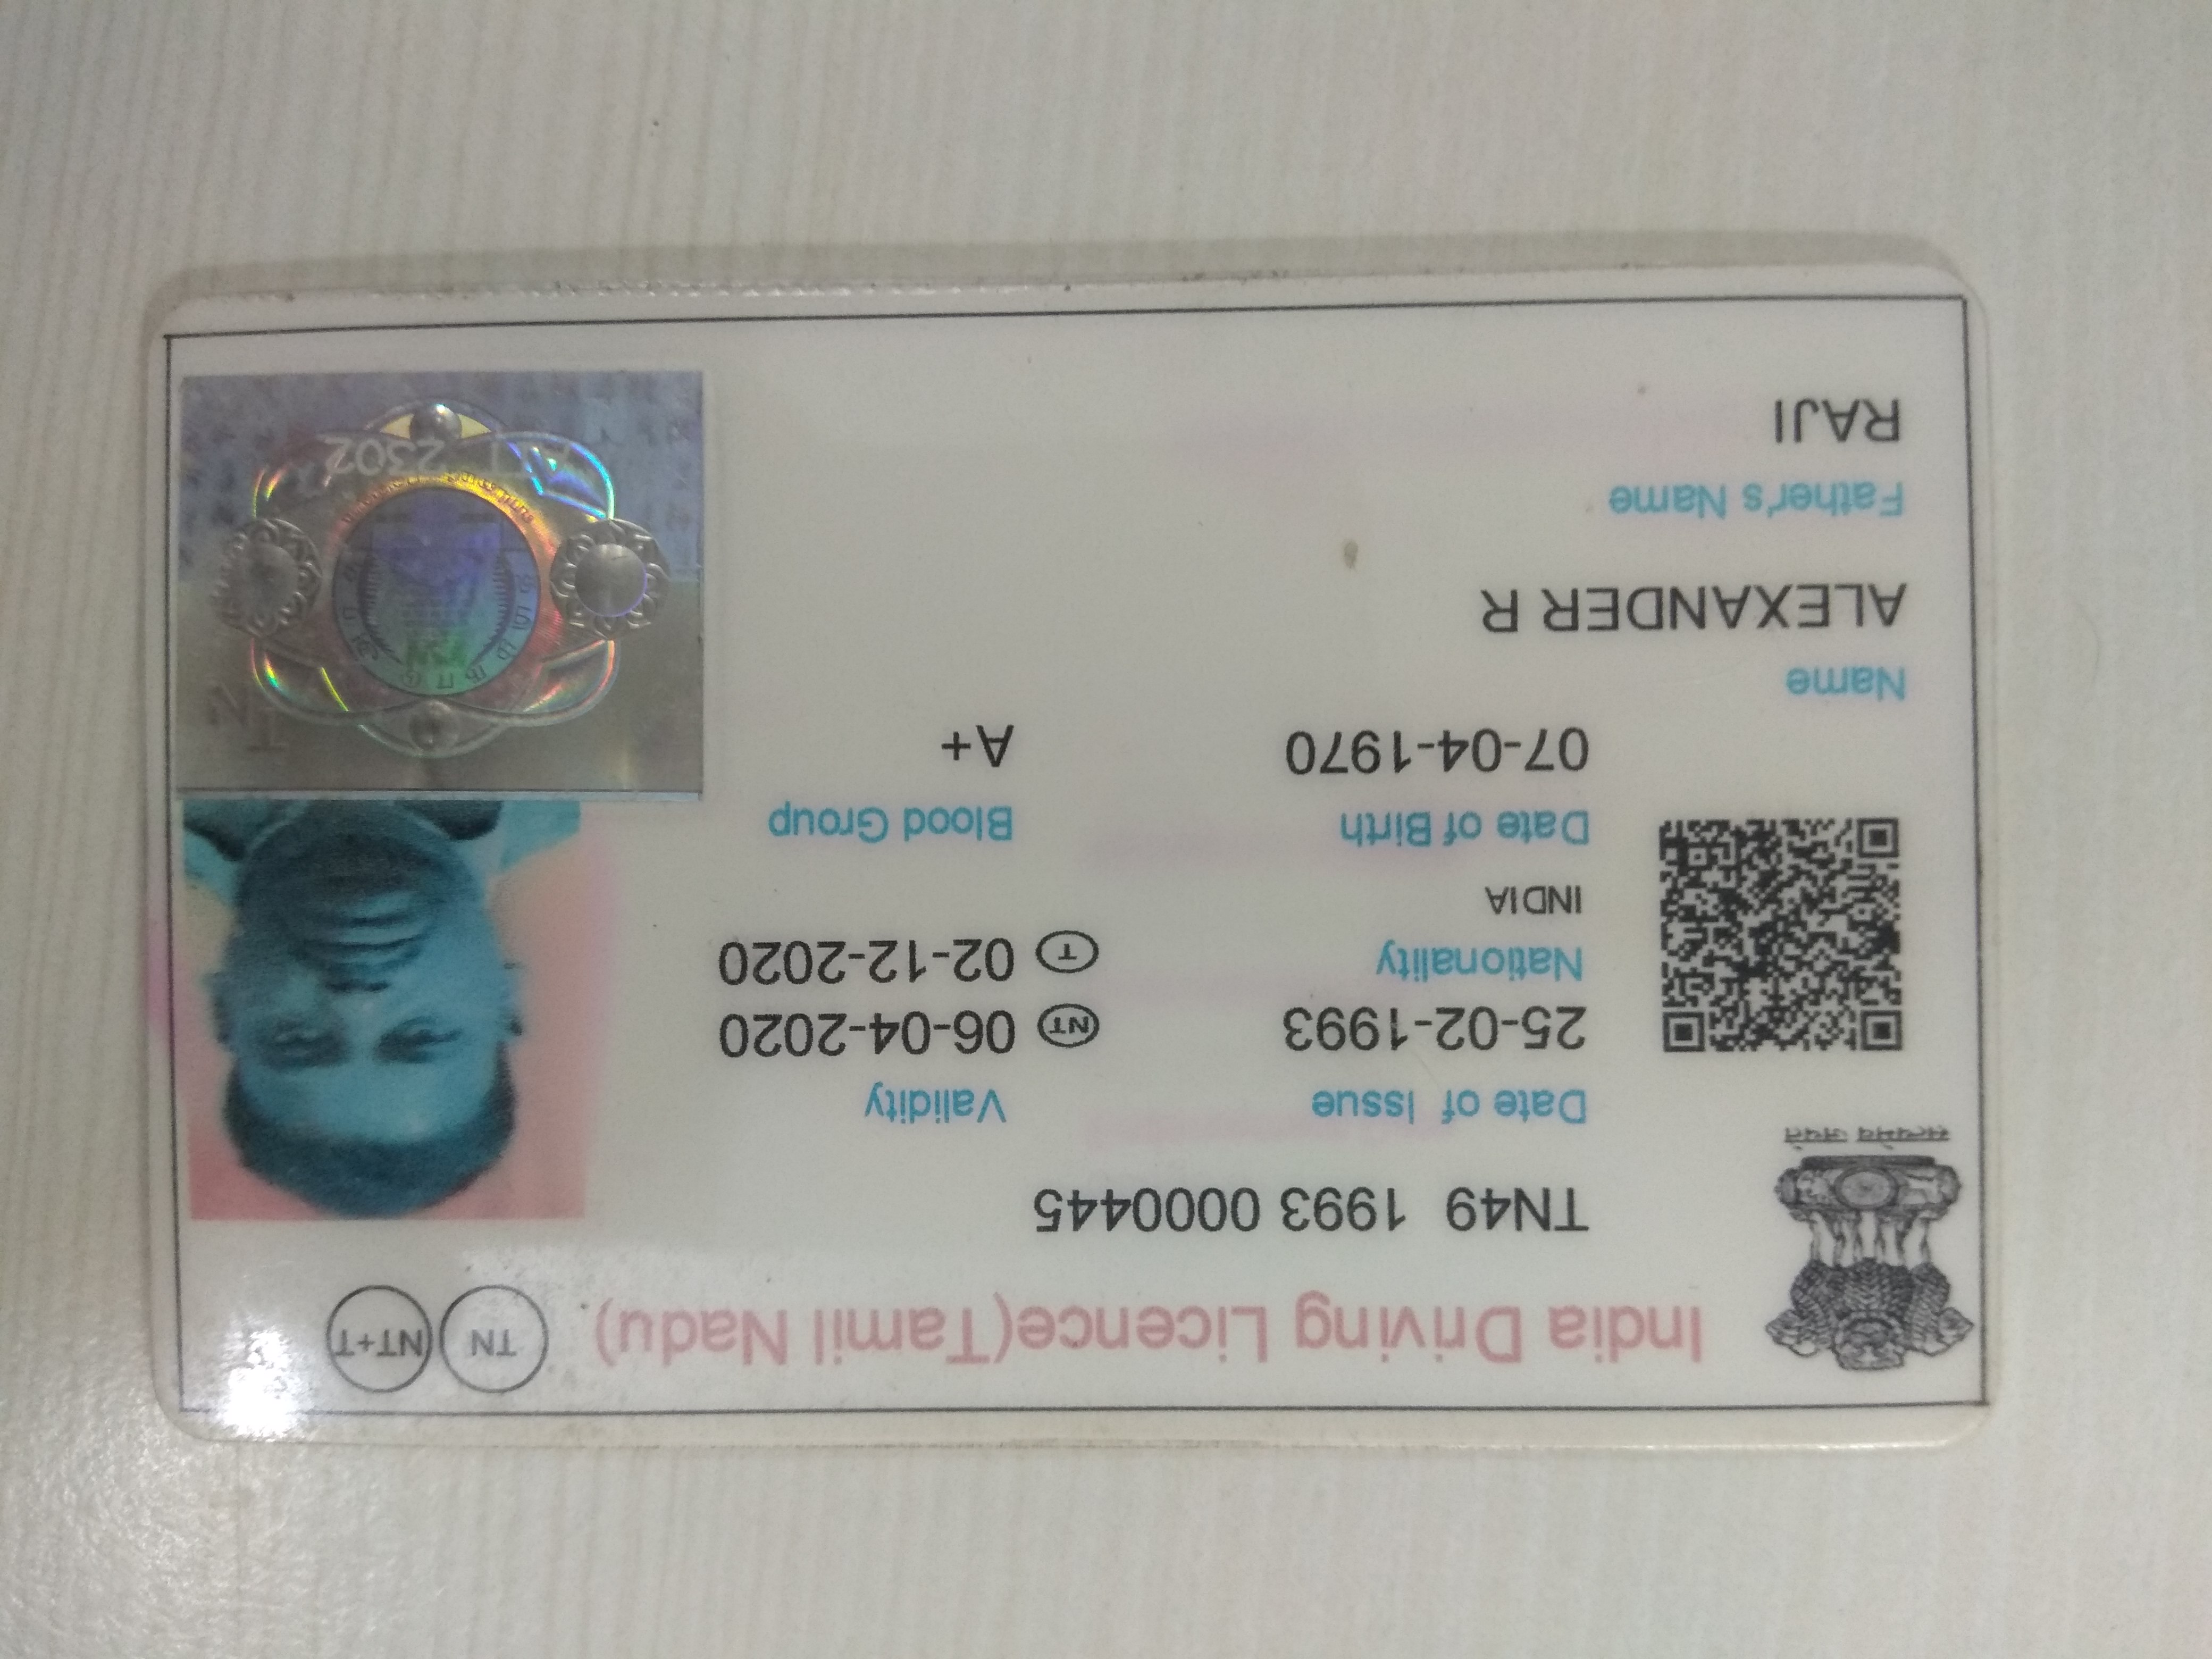 India Driving Licence(Tamil Nadu)
TN
NT+T
सत्यमेव जयते
TN49 1993 0000445
Date of Issue
Validity
25-02-1993
NT 06-04-2020
T 02-12-2020
Nationality
INDIA
Date of Birth
Blood Group
07-04-1970
A+
Name
ALEXANDER R
Father's Name
RAJI
TN
2302